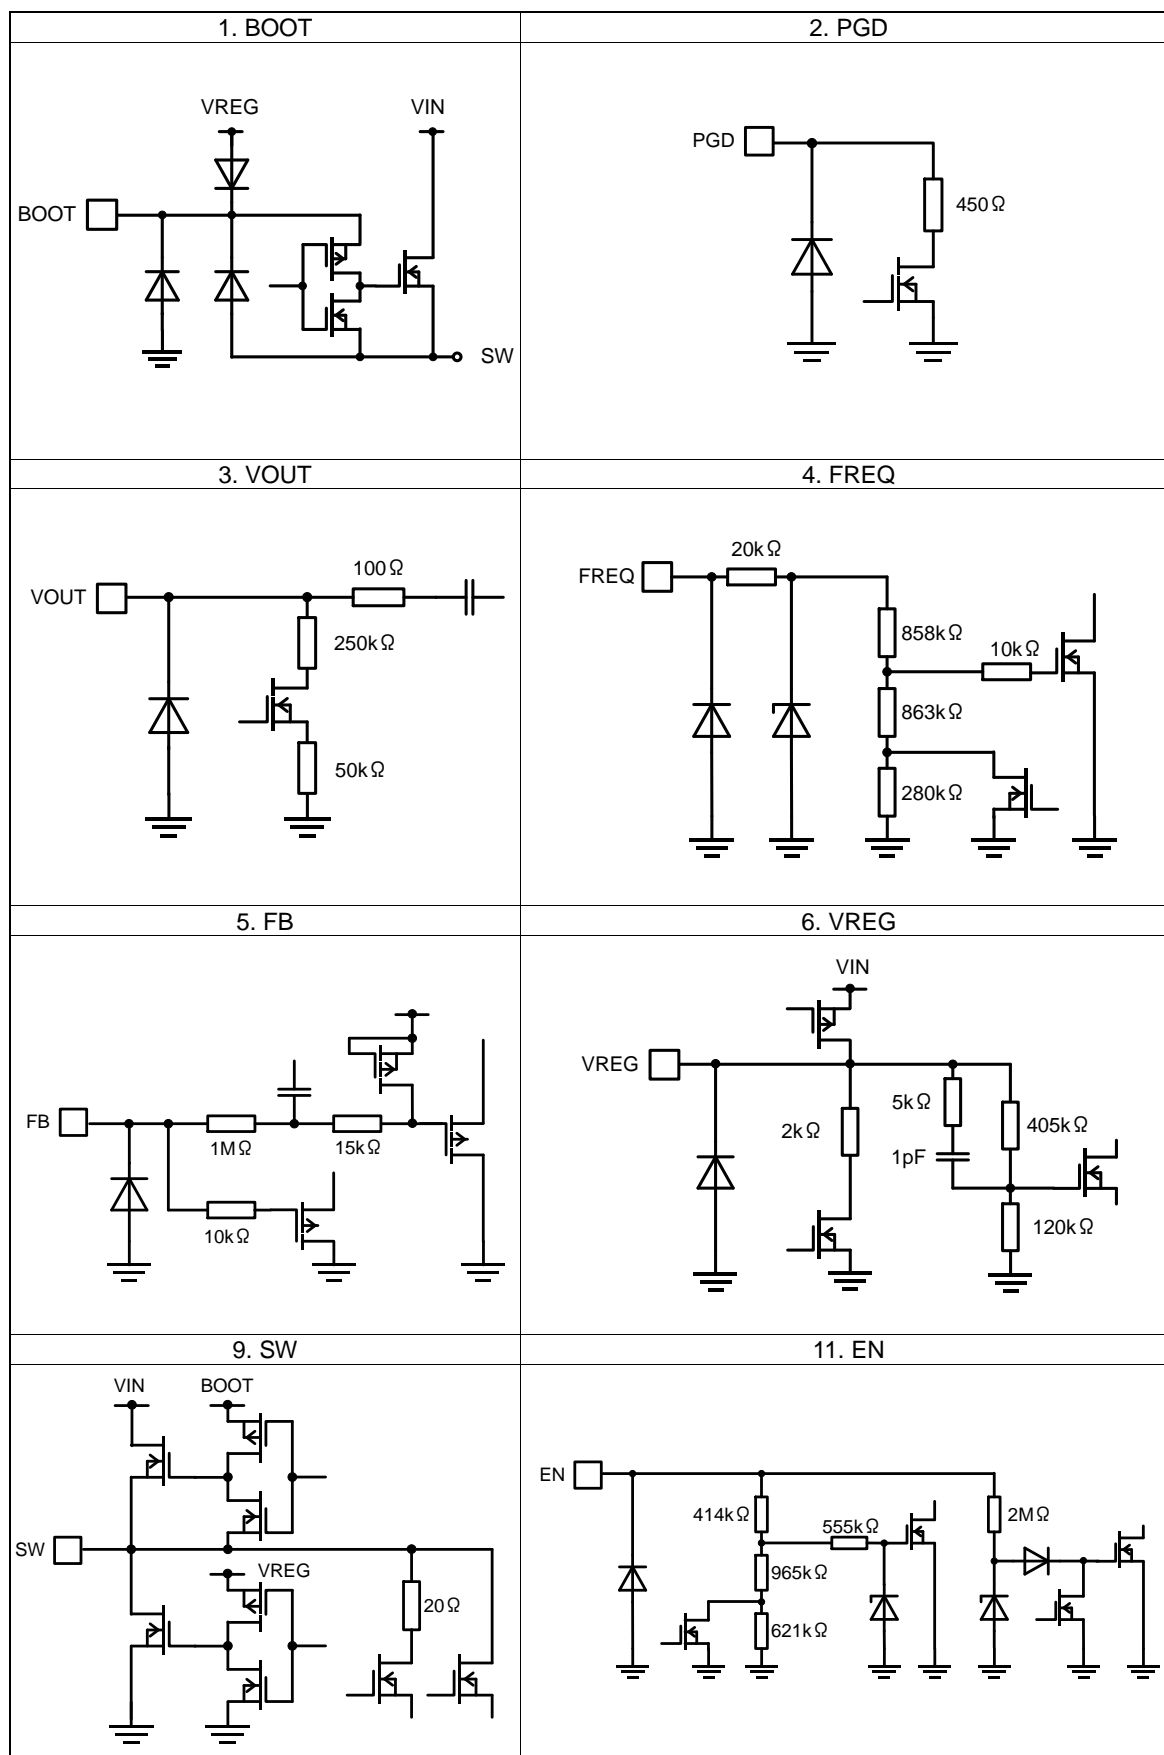 1. BOOT
2. PGD
VREG
VIN
BOOT
SW
PGD
450Ω
3. VOUT
4. FREQ
VOUT
100Ω
250kΩ
50kΩ
FREQ
20kΩ
858kΩ
10kΩ
863kΩ
280kΩ
5. FB
6. VREG
FB
1MΩ
15kΩ
10kΩ
VIN
VREG
5kΩ
2kΩ
405kΩ
1pF
120kΩ
9. SW
11. EN
VIN
BOOT
SW
VREG
20Ω
EN
414kΩ
555kΩ
2MΩ
965kΩ
621kΩ